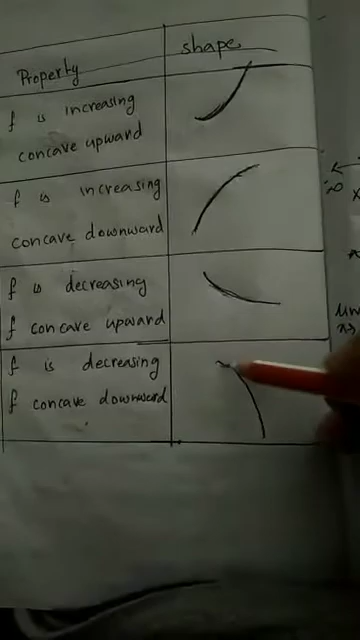 Property shape
f is increasing
concave upward
f is increasing
concave downward
f is decreasing
f concave upward
f is decreasing
f concave downward